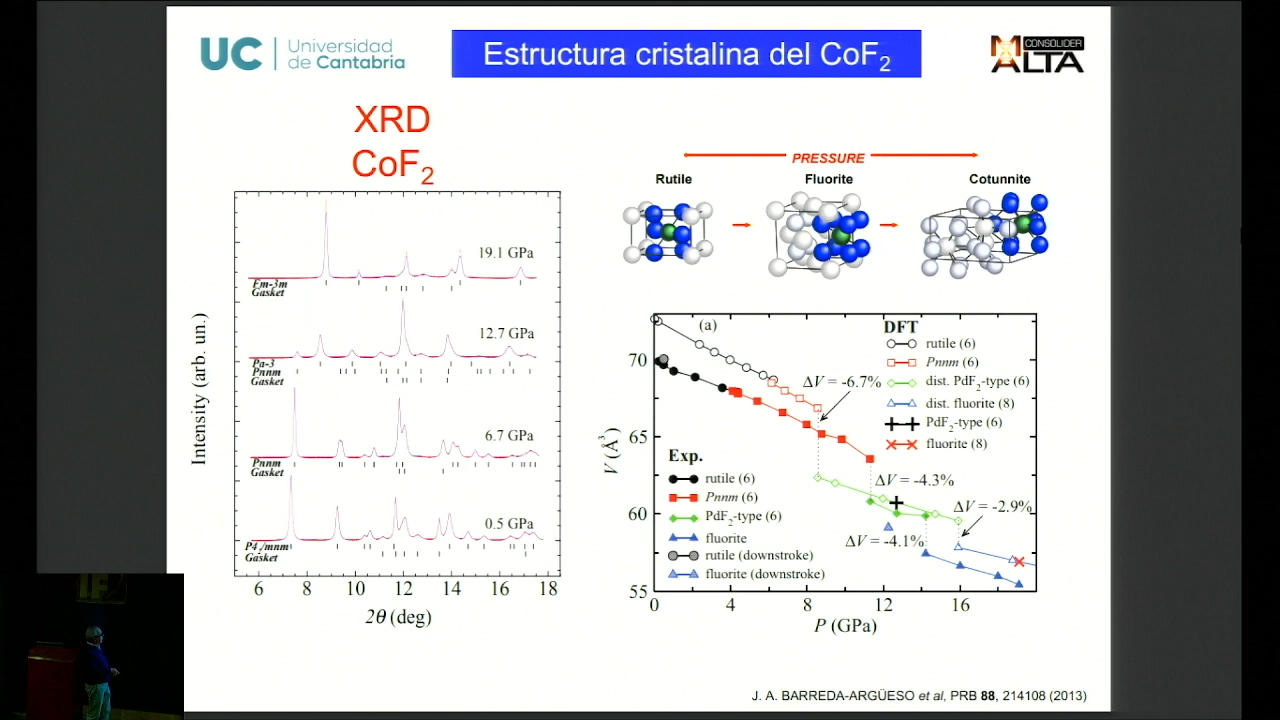 UC Universidad de Cantabria
Estructura cristalina del CoF2
CONSOLIDER
MALTA
XRD
CoF2
PRESSURE
Rutile
Fluorite
Cotunnite
Intensity (arb. un.)
19.1 GPa
Fm-3m
Gasket
12.7 GPa
Pa-3
Pnnm
Gasket
6.7 GPa
Pnnm
Gasket
0.5 GPa
P4₂/mnm
Gasket
6 8 10 12 14 16 18
2θ (deg)
V (Å³)
70
65
60
55
(a)
DFT
rutile (6)
Pnnm (6)
dist. PdF2-type (6)
dist. fluorite (8)
PdF2-type (6)
fluorite (8)
ΔV = -6.7%
ΔV = -4.3%
ΔV = -2.9%
ΔV = -4.1%
Exp.
rutile (6)
Pnnm (6)
PdF2-type (6)
fluorite
rutile (downstroke)
fluorite (downstroke)
0 4 8 12 16
P (GPa)
J. A. BARREDA-ARGÜESO et al, PRB 88, 214108 (2013)